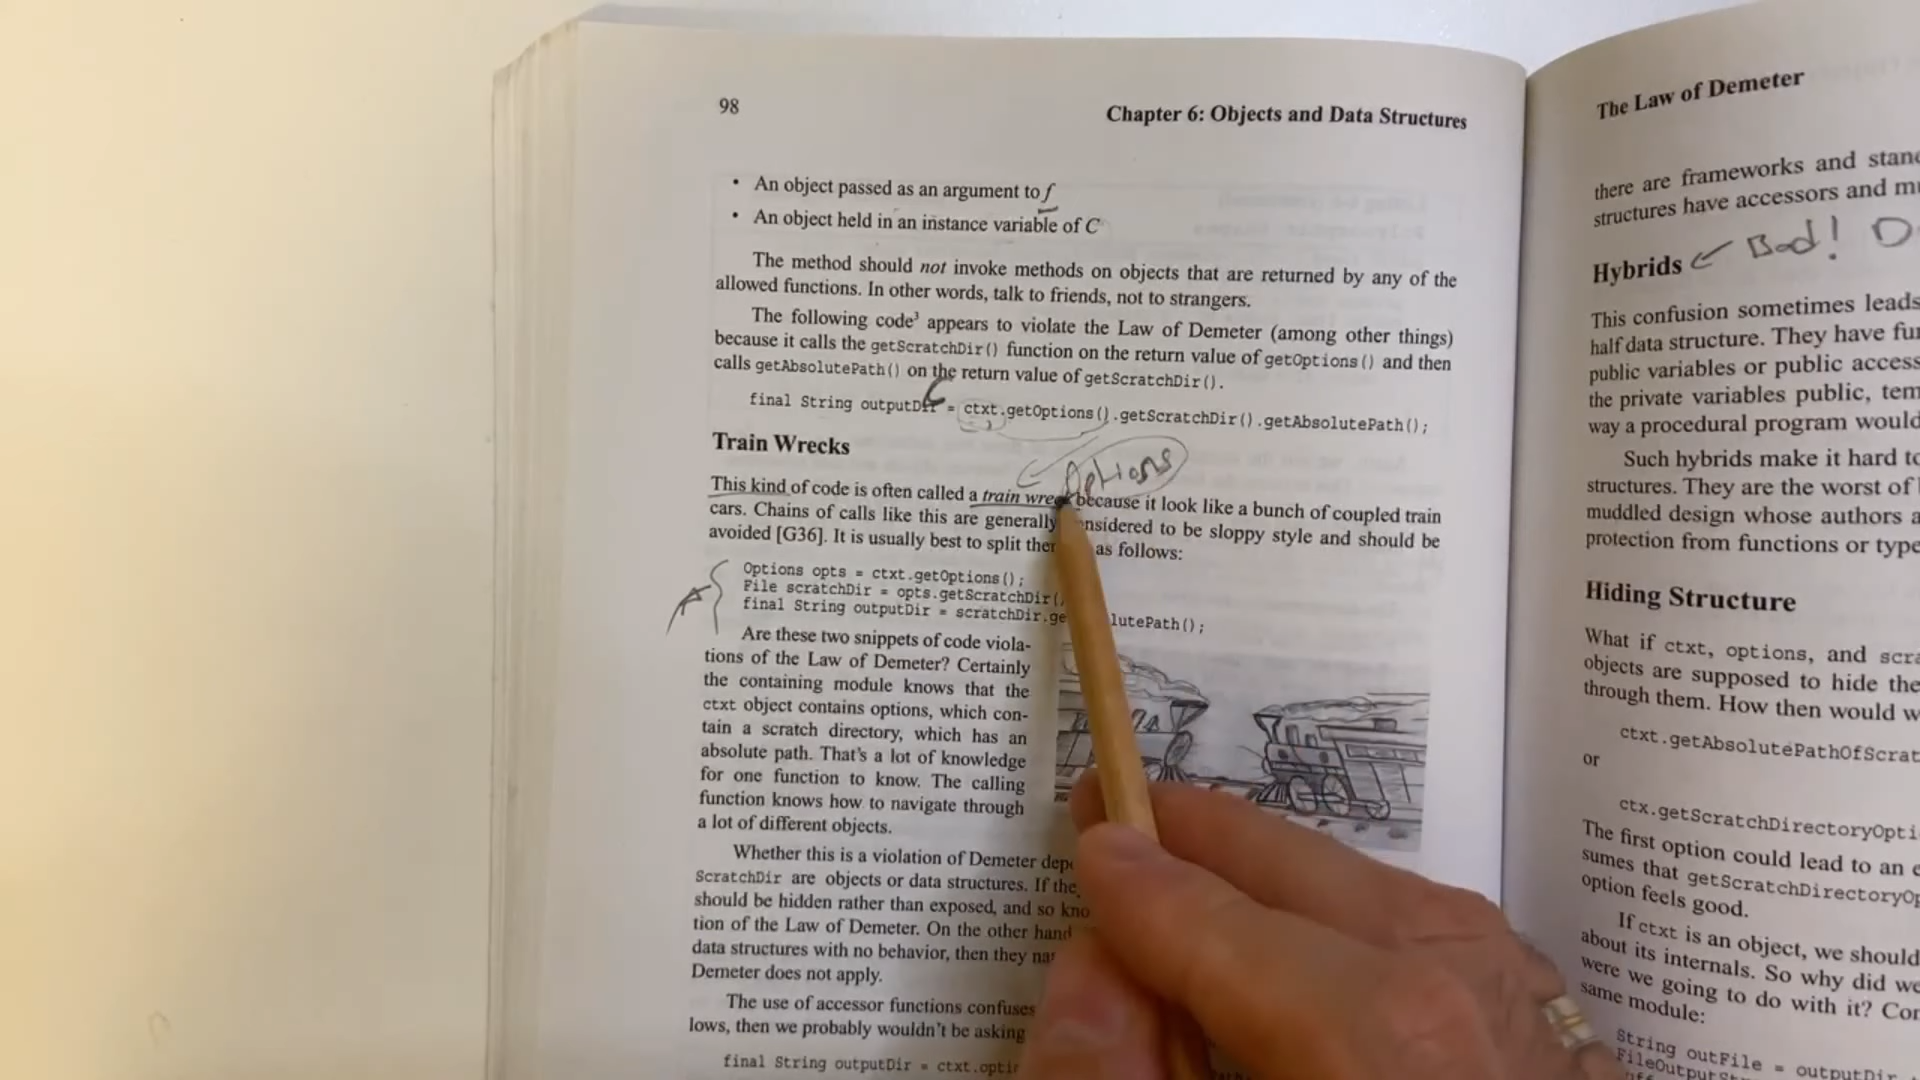 98
Chapter 6: Objects and Data Structures
• An object passed as an argument to f
• An object held in an instance variable of C
The method should not invoke methods on objects that are returned by any of the
allowed functions. In other words, talk to friends, not to strangers.
The following code³ appears to violate the Law of Demeter (among other things)
because it calls the getScratchDir() function on the return value of getOptions() and then
calls getAbsolutePath() on the return value of getScratchDir().
final String outputDir = ctxt.getOptions().getScratchDir().getAbsolutePath();
Options
Train Wrecks
This kind of code is often called a train wrec because it look like a bunch of coupled train
cars. Chains of calls like this are generally considered to be sloppy style and should be
avoided [G36]. It is usually best to split the as follows:
Options opts = ctxt.getOptions();
File scratchDir = opts.getScratchDir(
final String outputDir = scratchDir.ge lutePath();
Are these two snippets of code viola-
tions of the Law of Demeter? Certainly
the containing module knows that the
ctxt object contains options, which con-
tain a scratch directory, which has an
absolute path. That's a lot of knowledge
for one function to know. The calling
function knows how to navigate through
a lot of different objects.
Whether this is a violation of Demeter dep
ScratchDir are objects or data structures. If the
should be hidden rather than exposed, and so kno
tion of the Law of Demeter. On the other hand
data structures with no behavior, then they na
Demeter does not apply.
The use of accessor functions confuses
lows, then we probably wouldn't be asking
final String outputDir = ctxt.opti
The Law of Demeter
there are frameworks and stan
structures have accessors and m
Hybrids Bad! D
This confusion sometimes leads
half data structure. They have fu
public variables or public access
the private variables public, tem
way a procedural program would
Such hybrids make it hard to
structures. They are the worst of
muddled design whose authors a
protection from functions or type
Hiding Structure
What if ctxt, options, and scra
objects are supposed to hide the
through them. How then would w
ctxt.getAbsolutePathOfScrat
or
ctx.getScratchDirectoryOpti
The first option could lead to an e
sumes that getScratchDirectoryOp
option feels good.
If ctxt is an object, we should
about its internals. So why did we
were we going to do with it? Con
same module:
String outFile = outputDir
FileOutputSt